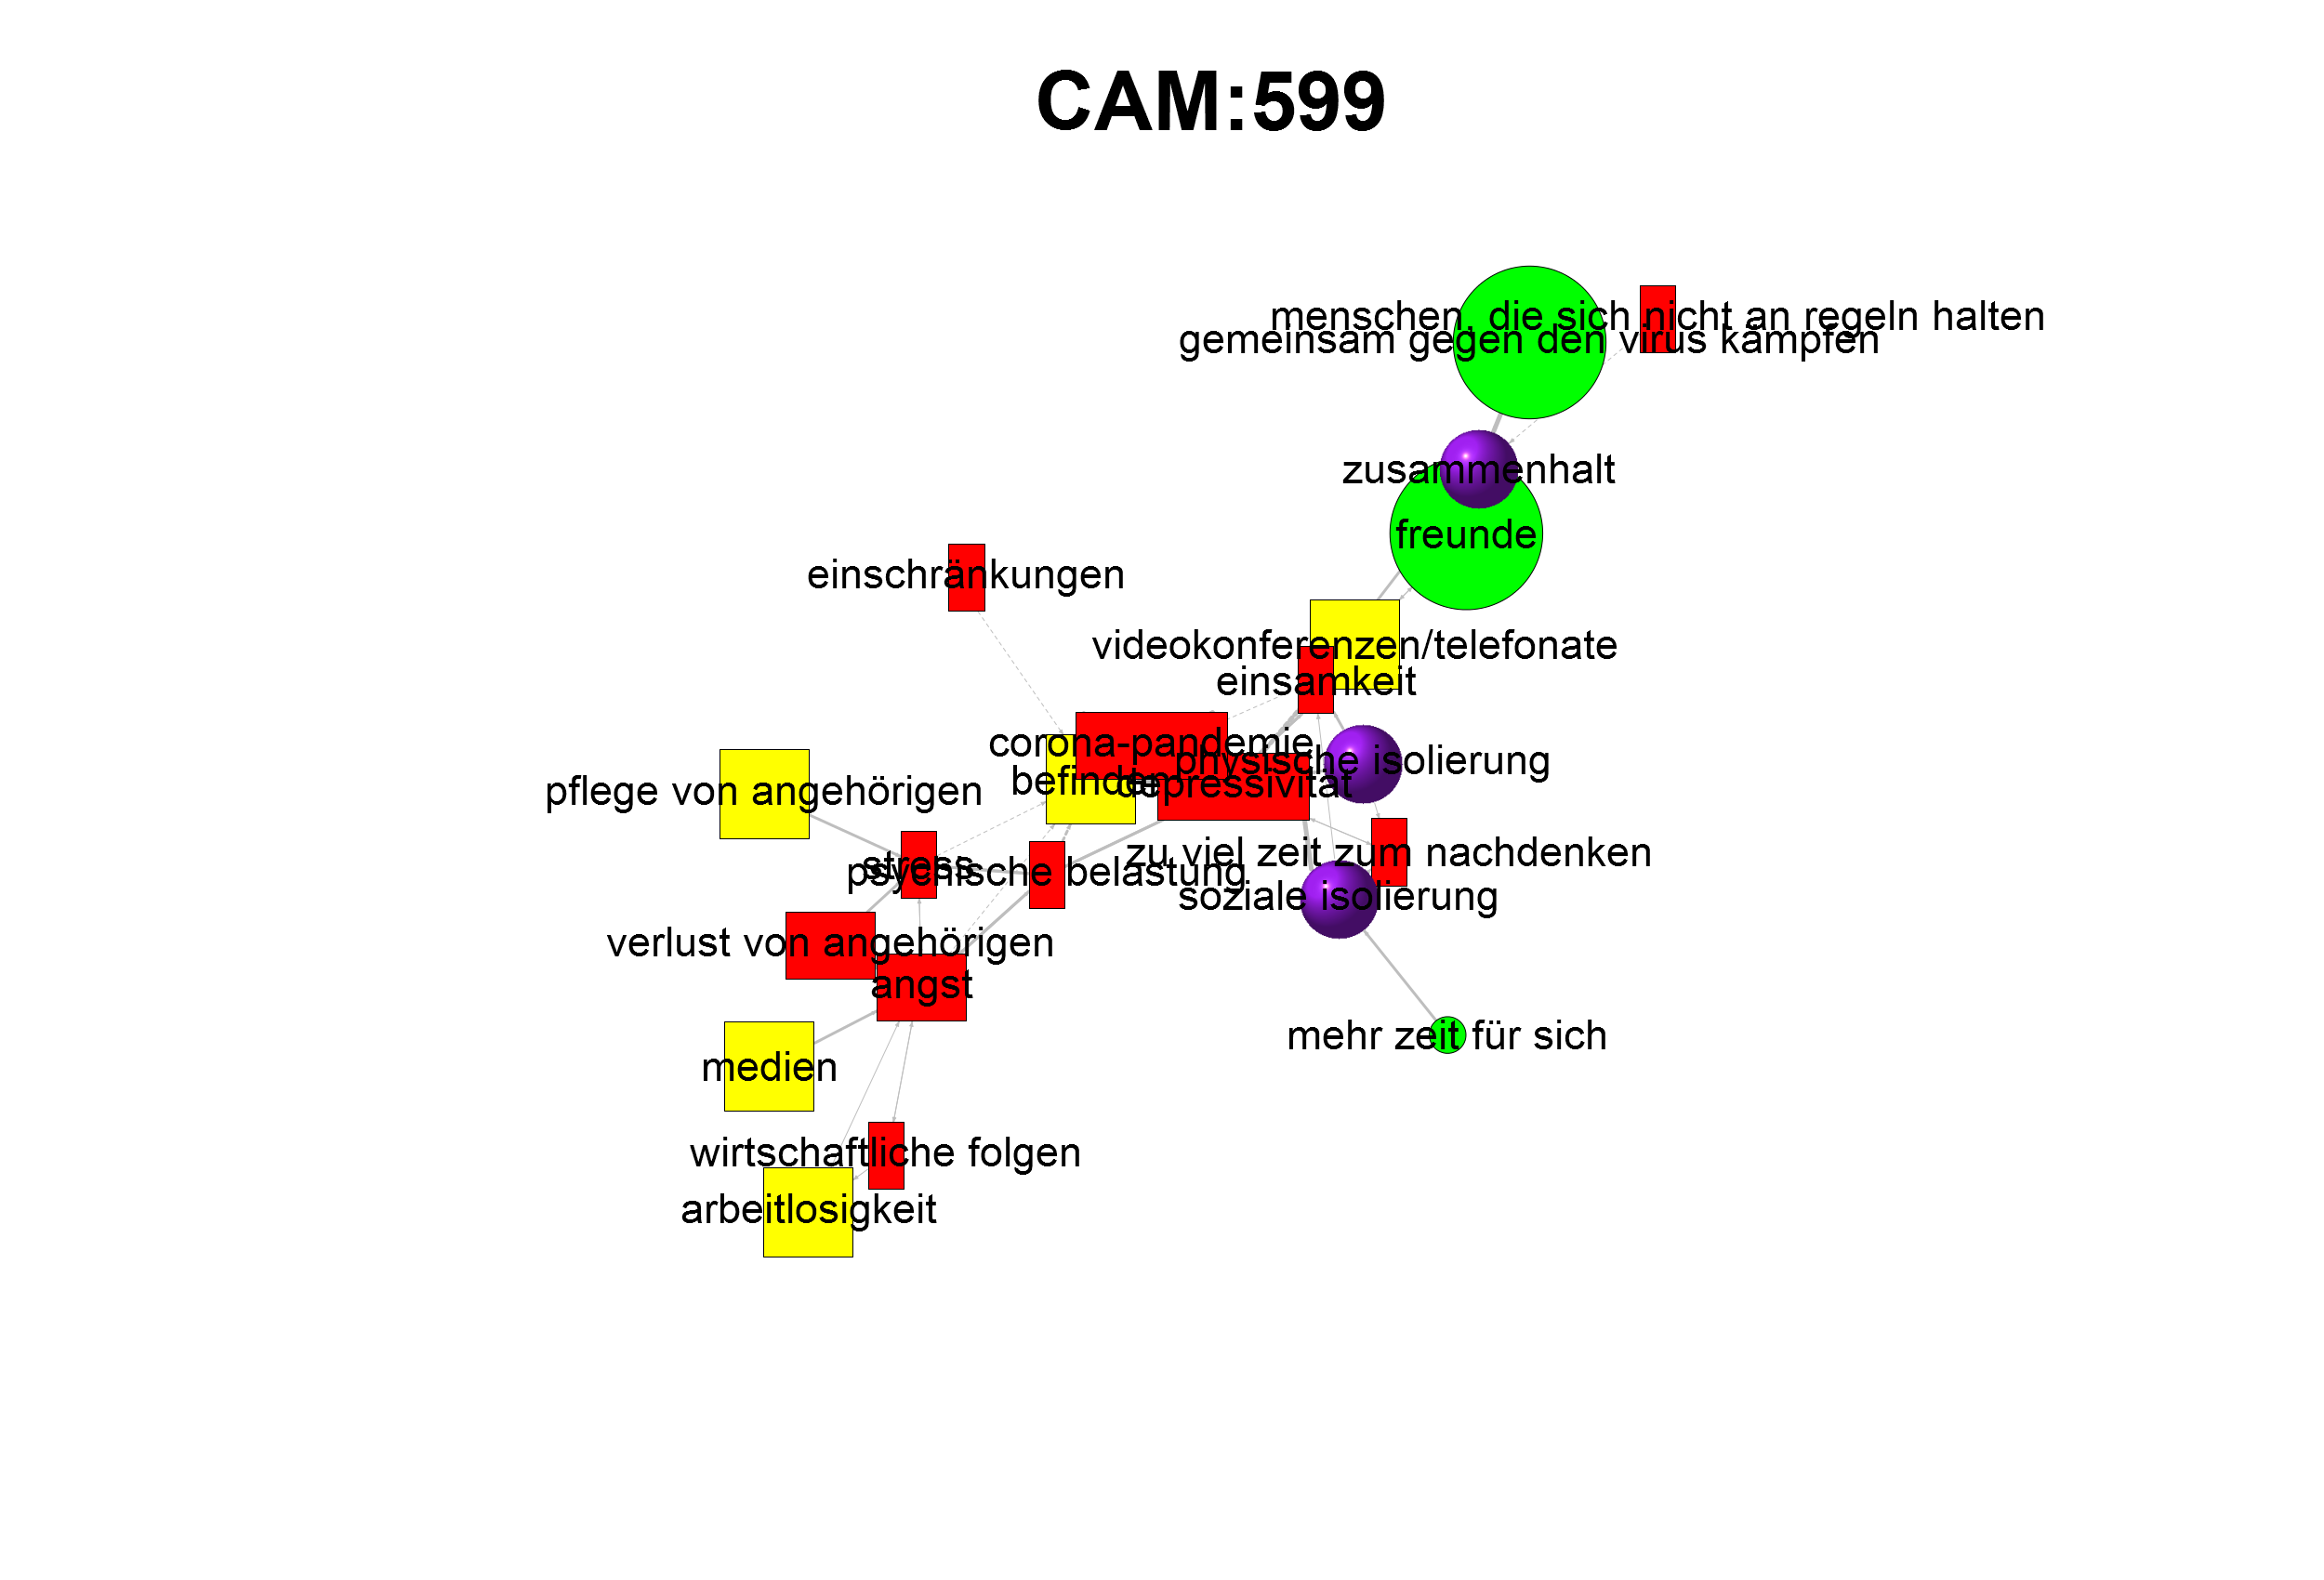 CAM:599
menschen, die sich nicht an regeln halten
gemeinsam gegen den virus kämpfen
zusammenhalt
freunde
einschränkungen
videokonferenzen/telefonate
einsamkeit
corona-pandemie
physische isolierung
befinden
depressivität
pflege von angehörigen
zu viel zeit zum nachdenken
stress
psychische belastung
soziale isolierung
verlust von angehörigen
angst
mehr zeit für sich
medien
wirtschaftliche folgen
arbeitlosigkeit